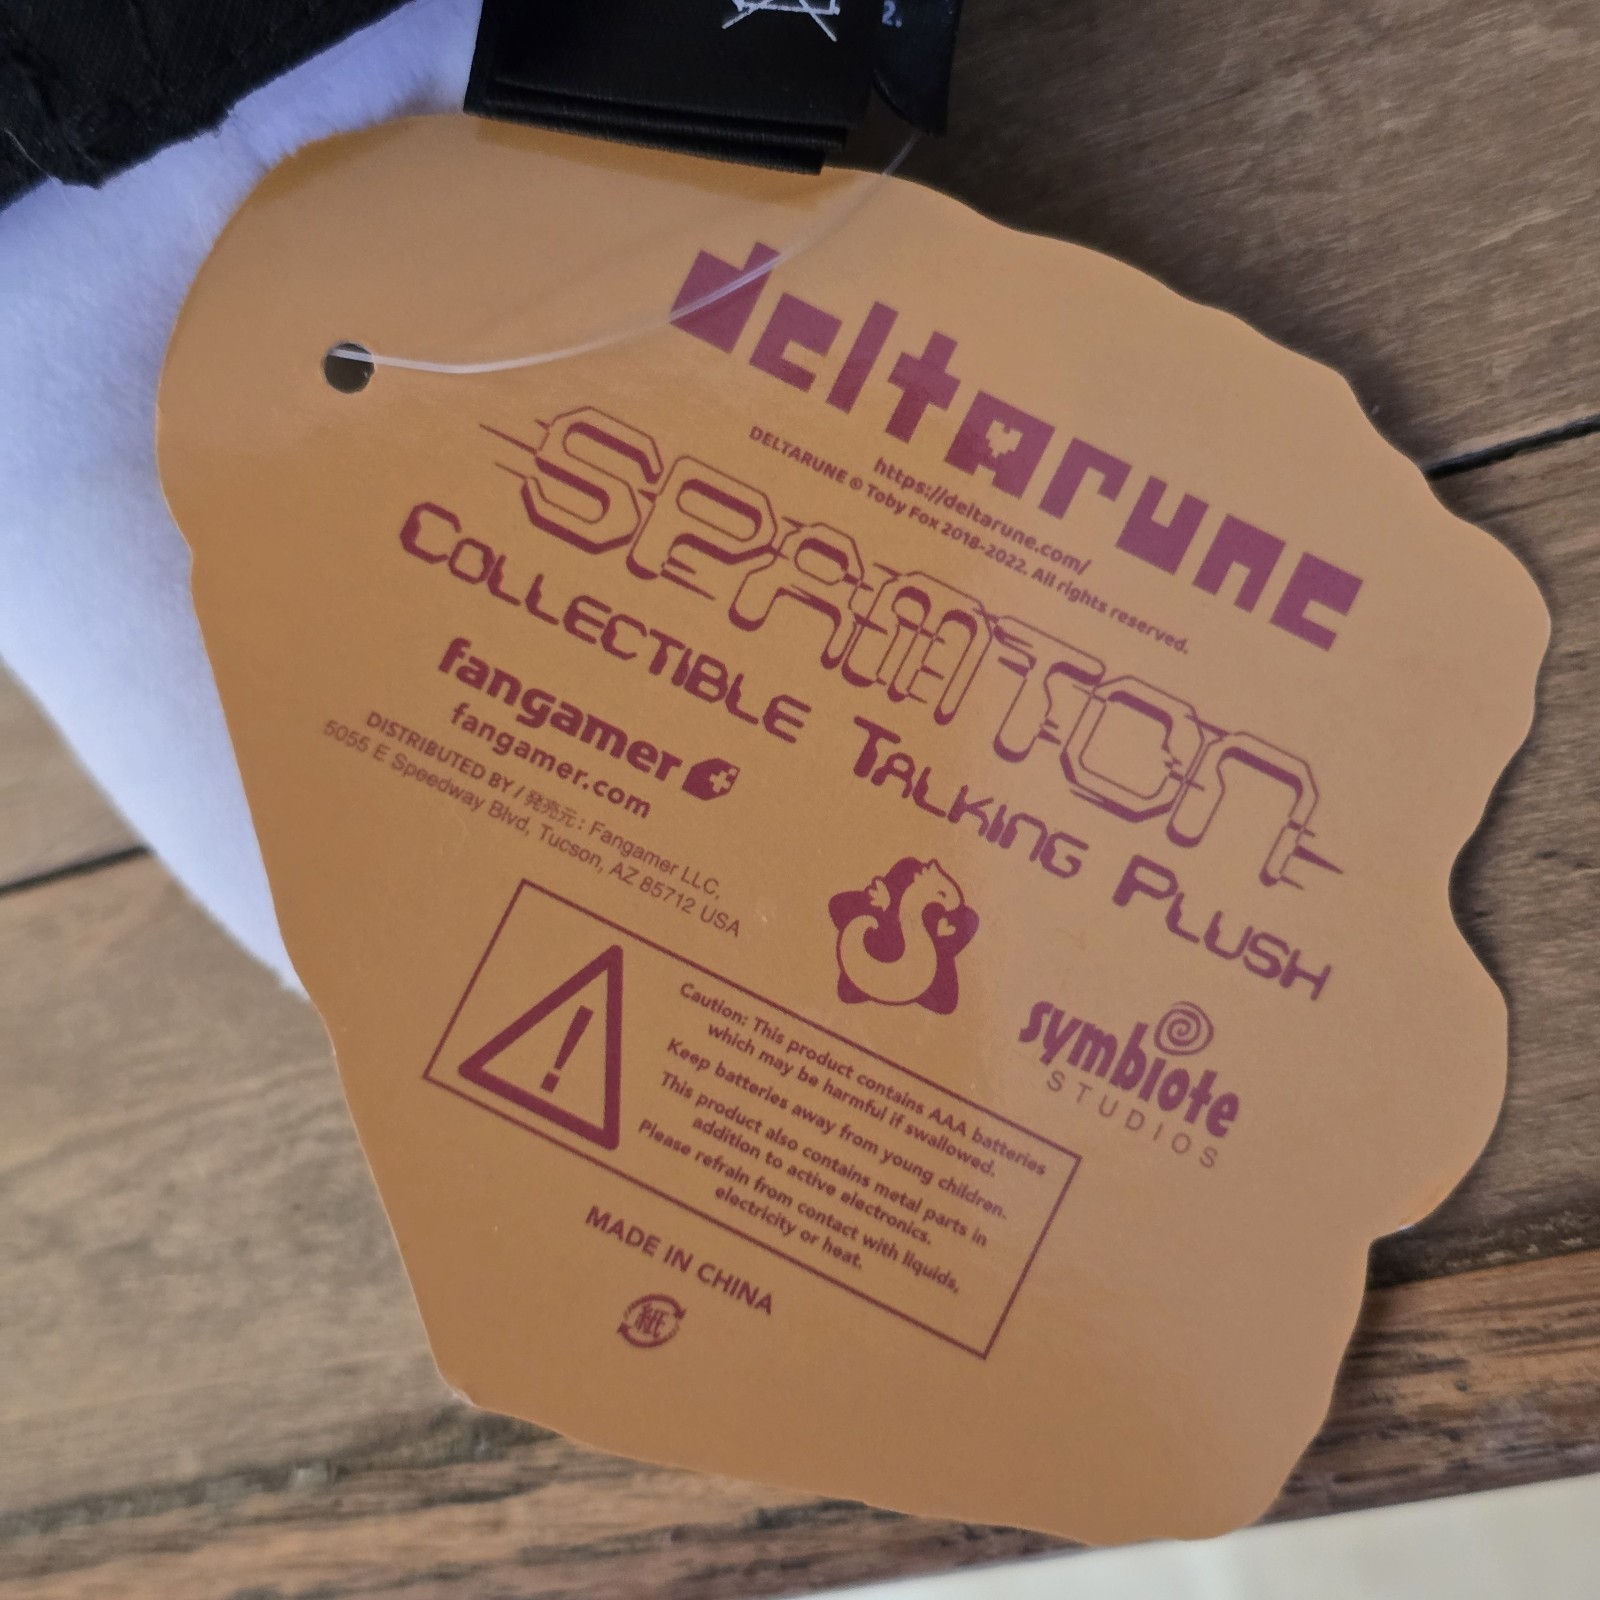 2.
deltarune
https://deltarune.com/
DELTARUNE © Toby Fox 2018-2022. All rights reserved.
SPAMTON
COLLECTIBLE TALKING PLUSH
fangamer
fangamer.com
DISTRIBUTED BY / 発売元: Fangamer LLC,
5055 E Speedway Blvd, Tucson, AZ 85712 USA
symbiote
STUDIOS
Caution: This product contains AAA batteries
which may be harmful if swallowed.
Keep batteries away from young children.
This product also contains metal parts in
addition to active electronics.
Please refrain from contact with liquids,
electricity or heat.
MADE IN CHINA
紙